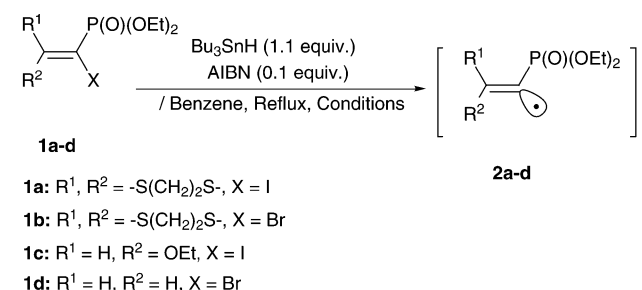 R¹ P(O)(OEt)₂
R² X
Bu₃SnH (1.1 equiv.)
AIBN (0.1 equiv.)
/ Benzene, Reflux, Conditions
R¹ P(O)(OEt)₂
R²
1a-d
2a-d
1a: R¹, R² = -S(CH₂)₂S-, X = I
1b: R¹, R² = -S(CH₂)₂S-, X = Br
1c: R¹ = H, R² = OEt, X = I
1d: R¹ = H, R² = H, X = Br